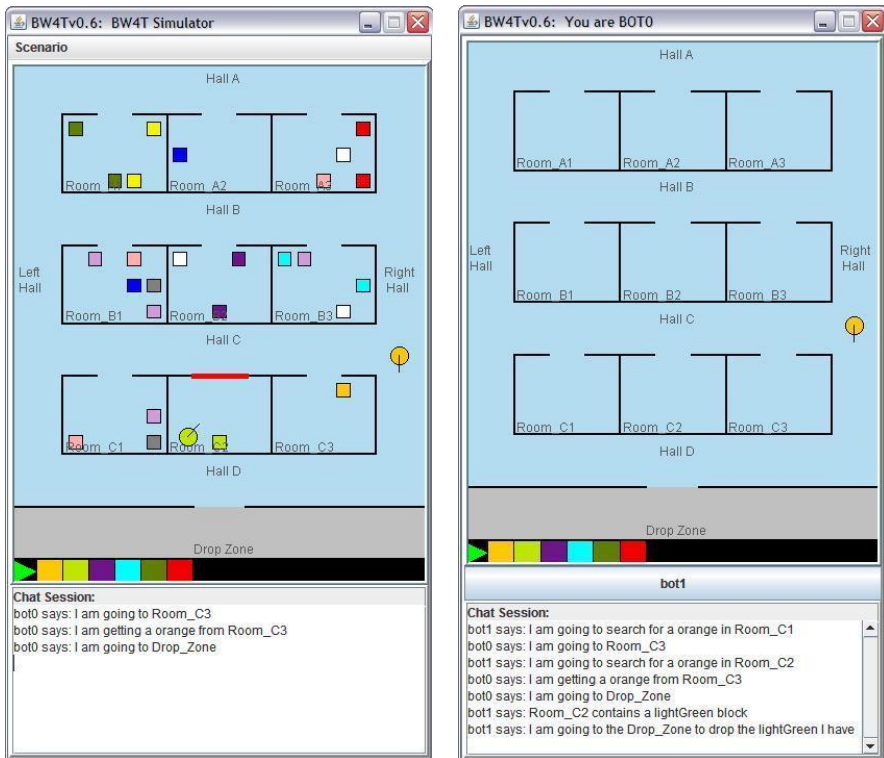 BW4Tv0.6: BW4T Simulator
Scenario
Hall A
Room_A2
Hall B
Left
Hall
Right
Hall
Room_B1
Room_B3
Hall C
Room_C1
Room_C2
Room_C3
Hall D
Drop Zone
Chat Session:
bot0 says: I am going to Room_C3
bot0 says: I am getting a orange from Room_C3
bot0 says: I am going to Drop_Zone
BW4Tv0.6: You are BOT0
Hall A
Room_A1
Room_A2
Room_A3
Hall B
Left
Hall
Right
Hall
Room_B1
Room_B2
Room_B3
Hall C
Room_C1
Room_C2
Room_C3
Hall D
Drop Zone
bot1
Chat Session:
bot1 says: I am going to search for a orange in Room_C1
bot0 says: I am going to Room_C3
bot1 says: I am going to search for a orange in Room_C2
bot0 says: I am getting a orange from Room_C3
bot0 says: I am going to Drop_Zone
bot1 says: Room_C2 contains a lightGreen block
bot1 says: I am going to the Drop_Zone to drop the lightGreen I have